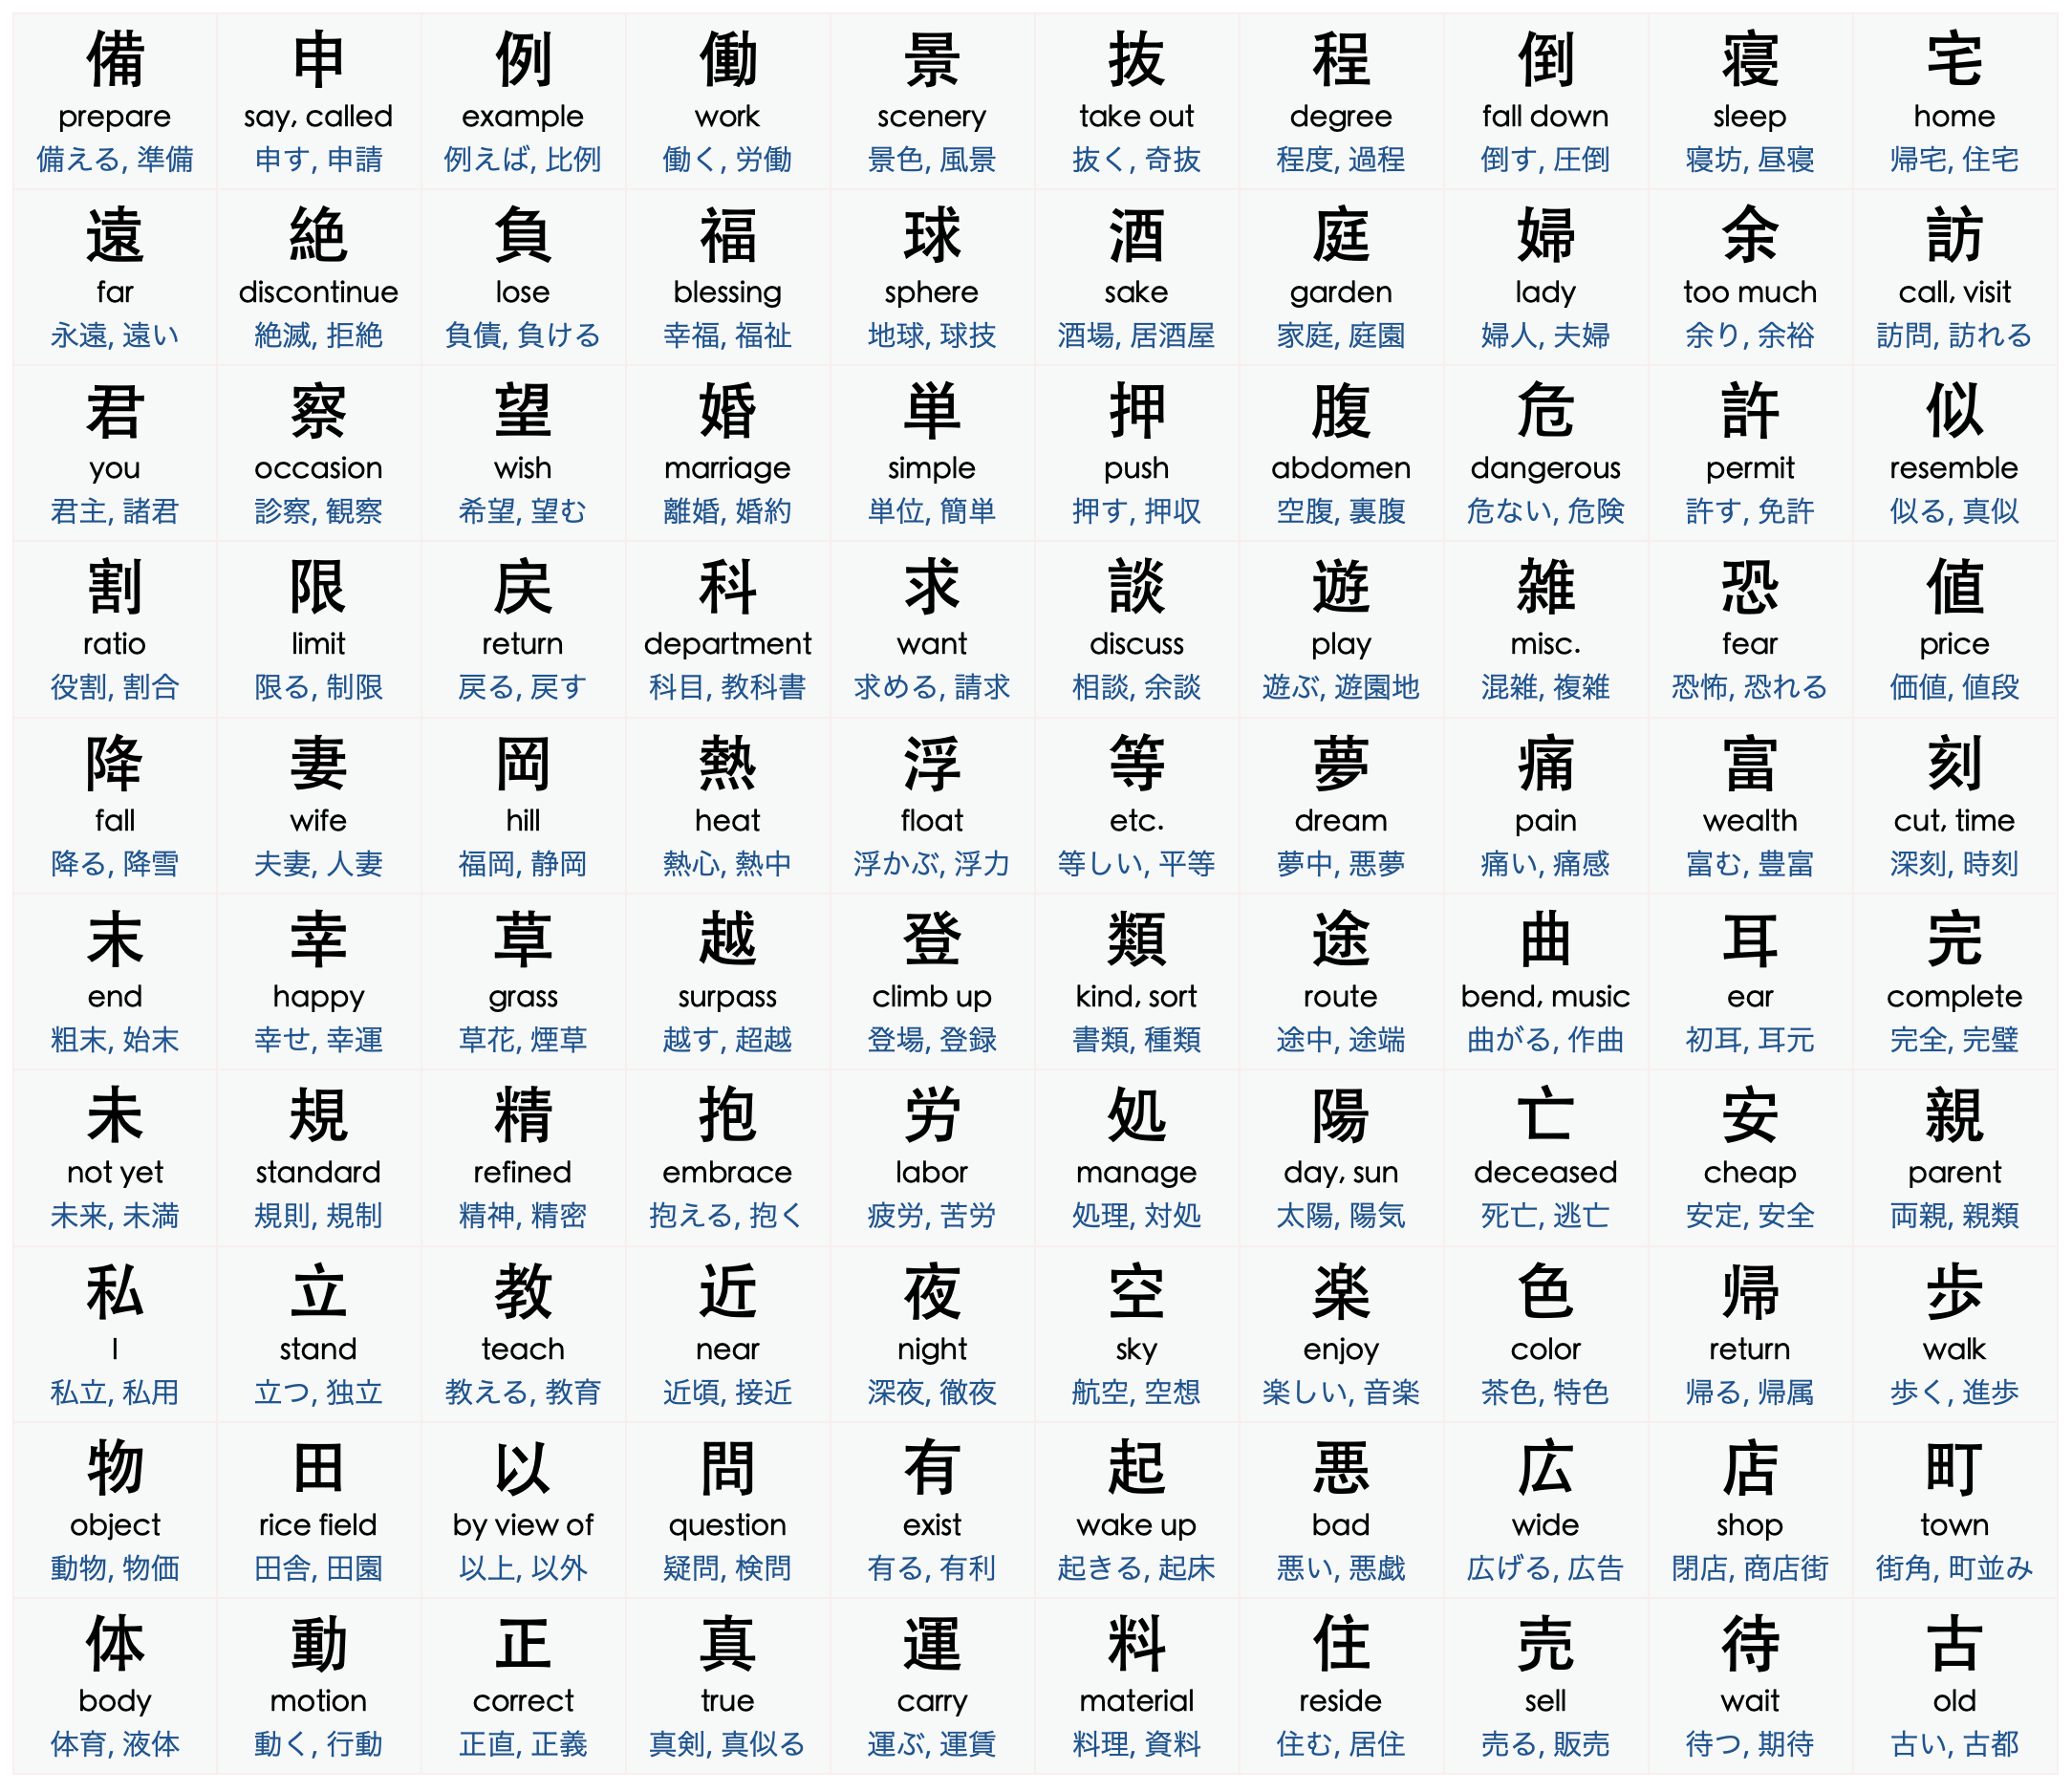 備 申 例 働 景 抜 程 倒 寝 宅
prepare say, called example work scenery take out degree fall down sleep home
備える, 準備 申す, 申請 例えば, 比例 働く, 労働 景色, 風景 抜く, 奇抜 程度, 過程 倒す, 圧倒 寝坊, 昼寝 帰宅, 住宅
遠 絶 負 福 球 酒 庭 婦 余 訪
far discontinue lose blessing sphere sake garden lady too much call, visit
永遠, 遠い 絶滅, 拒絶 負債, 負ける 幸福, 福祉 地球, 球技 酒場, 居酒屋 家庭, 庭園 婦人, 夫婦 余り, 余裕 訪問, 訪れる
君 察 望 婚 単 押 腹 危 許 似
you occasion wish marriage simple push abdomen dangerous permit resemble
君主, 諸君 診察, 観察 希望, 望む 離婚, 婚約 単位, 簡単 押す, 押収 空腹, 裏腹 危ない, 危険 許す, 免許 似る, 真似
割 限 戻 科 求 談 遊 雑 恐 値
ratio limit return department want discuss play misc. fear price
役割, 割合 限る, 制限 戻る, 戻す 科目, 教科書 求める, 請求 相談, 余談 遊ぶ, 遊園地 混雑, 複雑 恐怖, 恐れる 価値, 値段
降 妻 岡 熱 浮 等 夢 痛 富 刻
fall wife hill heat float etc. dream pain wealth cut, time
降る, 降雪 夫妻, 人妻 福岡, 静岡 熱心, 熱中 浮かぶ, 浮力 等しい, 平等 夢中, 悪夢 痛い, 痛感 富む, 豊富 深刻, 時刻
末 幸 草 越 登 類 途 曲 耳 完
end happy grass surpass climb up kind, sort route bend, music ear complete
粗末, 始末 幸せ, 幸運 草花, 煙草 越す, 超越 登場, 登録 書類, 種類 途中, 途端 曲がる, 作曲 初耳, 耳元 完全, 完璧
未 規 精 抱 労 処 陽 亡 安 親
not yet standard refined embrace labor manage day, sun deceased cheap parent
未来, 未満 規則, 規制 精神, 精密 抱える, 抱く 疲労, 苦労 処理, 対処 太陽, 陽気 死亡, 逃亡 安定, 安全 両親, 親類
私 立 教 近 夜 空 楽 色 帰 歩
I stand teach near night sky enjoy color return walk
私立, 私用 立つ, 独立 教える, 教育 近頃, 接近 深夜, 徹夜 航空, 空想 楽しい, 音楽 茶色, 特色 帰る, 帰属 歩く, 進歩
物 田 以 問 有 起 悪 広 店 町
object rice field by view of question exist wake up bad wide shop town
動物, 物価 田舎, 田園 以上, 以外 疑問, 検問 有る, 有利 起きる, 起床 悪い, 悪戯 広げる, 広告 閉店, 商店街 街角, 町並み
体 動 正 真 運 料 住 売 待 古
body motion correct true carry material reside sell wait old
体育, 液体 動く, 行動 正直, 正義 真剣, 真似る 運ぶ, 運賃 料理, 資料 住む, 居住 売る, 販売 待つ, 期待 古い, 古都